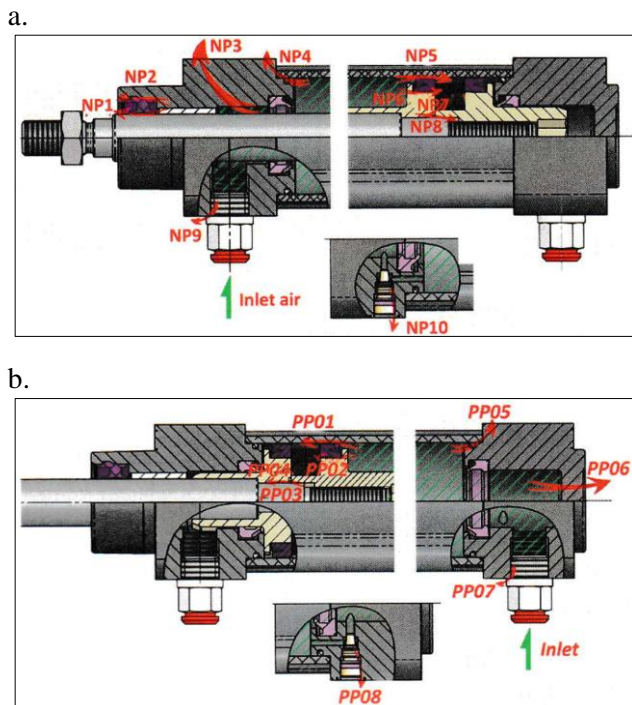 a.
NP3
NP4
NP5
NP2
NP1
NP6
NP7
NP8
NP9
Inlet air
NP10
b.
PP01
PP05
PP04
PP02
PP06
PP03
PP07
Inlet
PP08